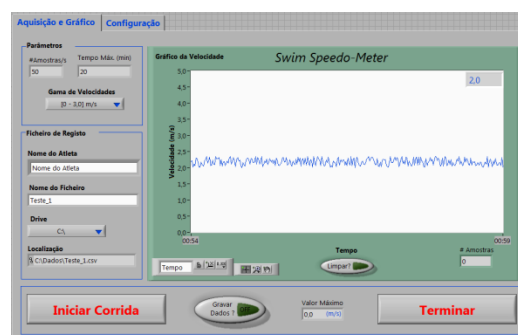 Aquisição e Gráfico
Configuração
Parâmetros
#Amostras/s
Tempo Máx. (min)
50
20
Gama de Velocidades
[0 - 3,0] m/s
Ficheiro de Registo
Nome do Atleta
Nome do Atleta
Nome do Ficheiro
Teste_1
Drive
C:\
Localização
C:\Dados\Teste_1.csv
Gráfico da Velocidade
Swim Speedo-Meter
2,0
Velocidade (m/s)
5,0
4,5
4,0
3,5
3,0
2,5
2,0
1,5
1,0
0,5
0,0
00:54
00:59
Tempo
Tempo
Limpar?
# Amostras
0
Iniciar Corrida
Gravar
Dados ?
OFF
Valor Máximo
0,0 (m/s)
Terminar